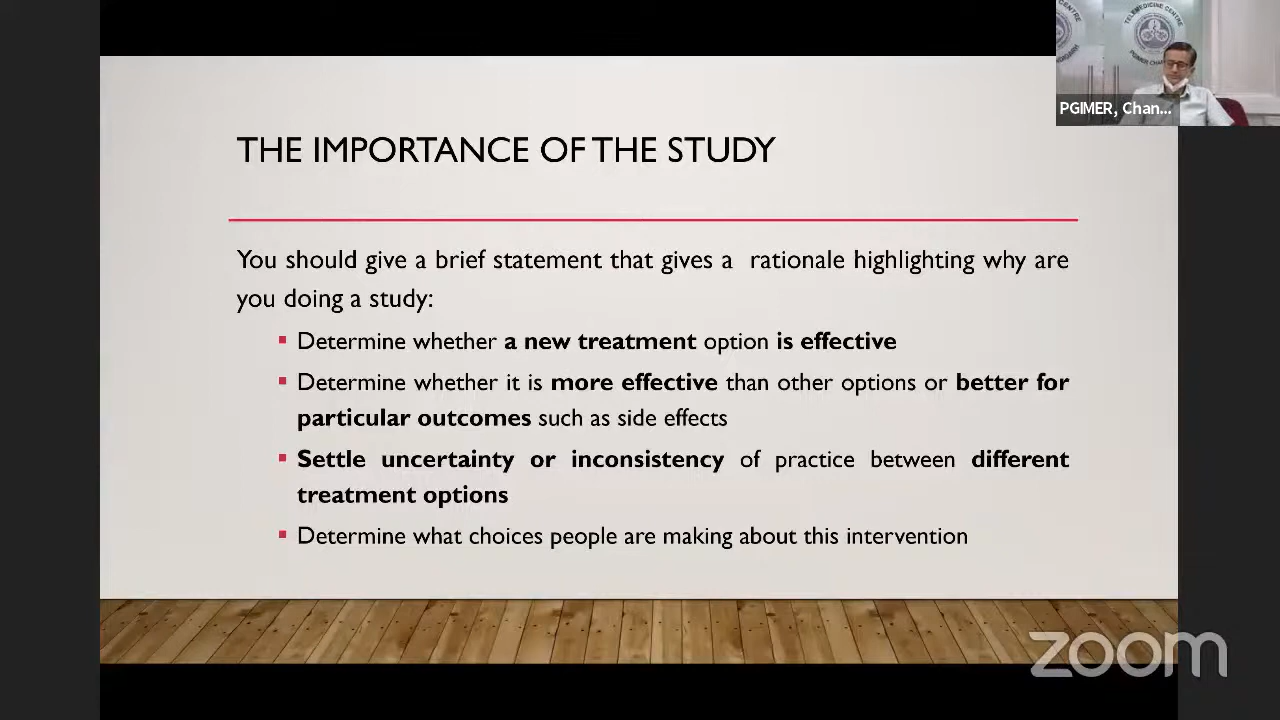 TELEMEDICINE CENTRE
PGIMER, Chan...
THE IMPORTANCE OF THE STUDY
You should give a brief statement that gives a rationale highlighting why are
you doing a study:
▪ Determine whether a new treatment option is effective
▪ Determine whether it is more effective than other options or better for
particular outcomes such as side effects
▪ Settle uncertainty or inconsistency of practice between different
treatment options
▪ Determine what choices people are making about this intervention
zoom